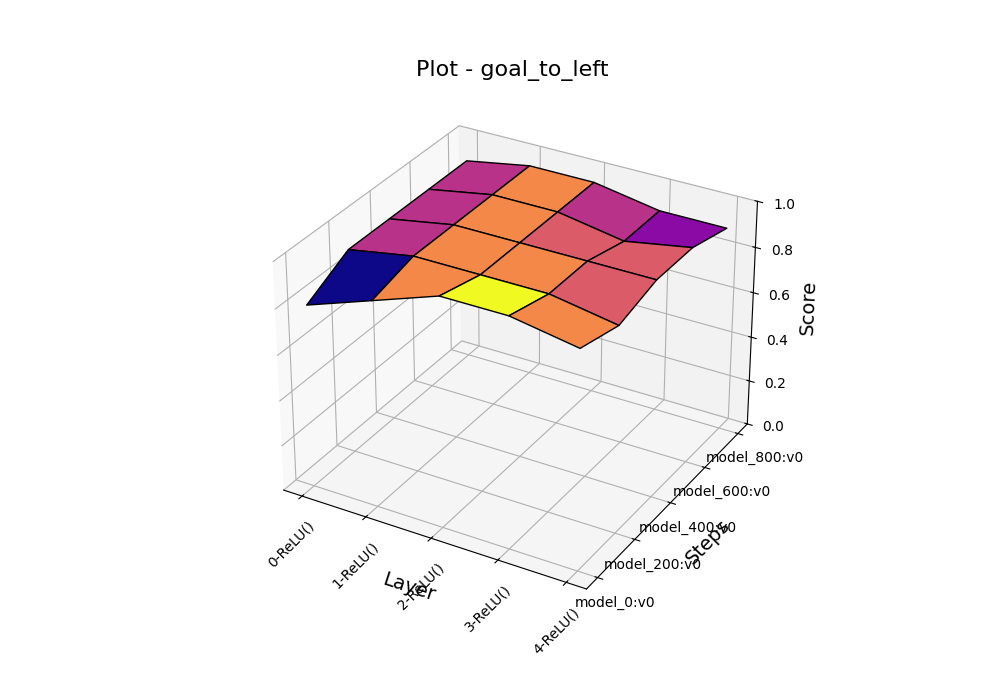 Plot - goal_to_left
1.0
0.8
0.6
0.4
0.2
0.0
Score
model_800:v0
model_600:v0
model_400:v0
model_200:v0
model_0:v0
Steps
0-ReLU()
1-ReLU()
2-ReLU()
3-ReLU()
4-ReLU()
Layer